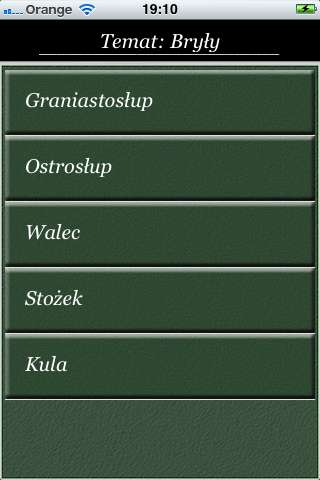 Orange 19:10
Temat: Bryły
Graniastosłup
Ostrosłup
Walec
Stożek
Kula